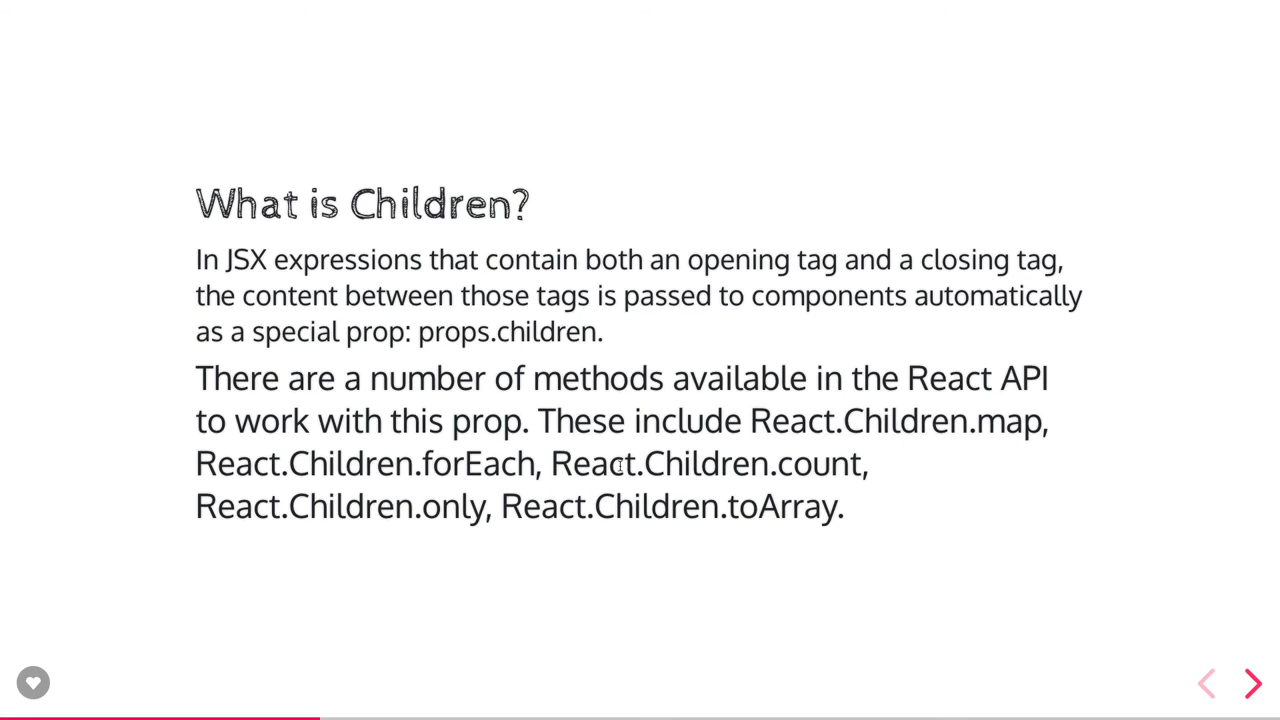 What is Children?
In JSX expressions that contain both an opening tag and a closing tag,
the content between those tags is passed to components automatically
as a special prop: props.children.
There are a number of methods available in the React API
to work with this prop. These include React.Children.map,
React.Children.forEach, React.Children.count,
React.Children.only, React.Children.toArray.